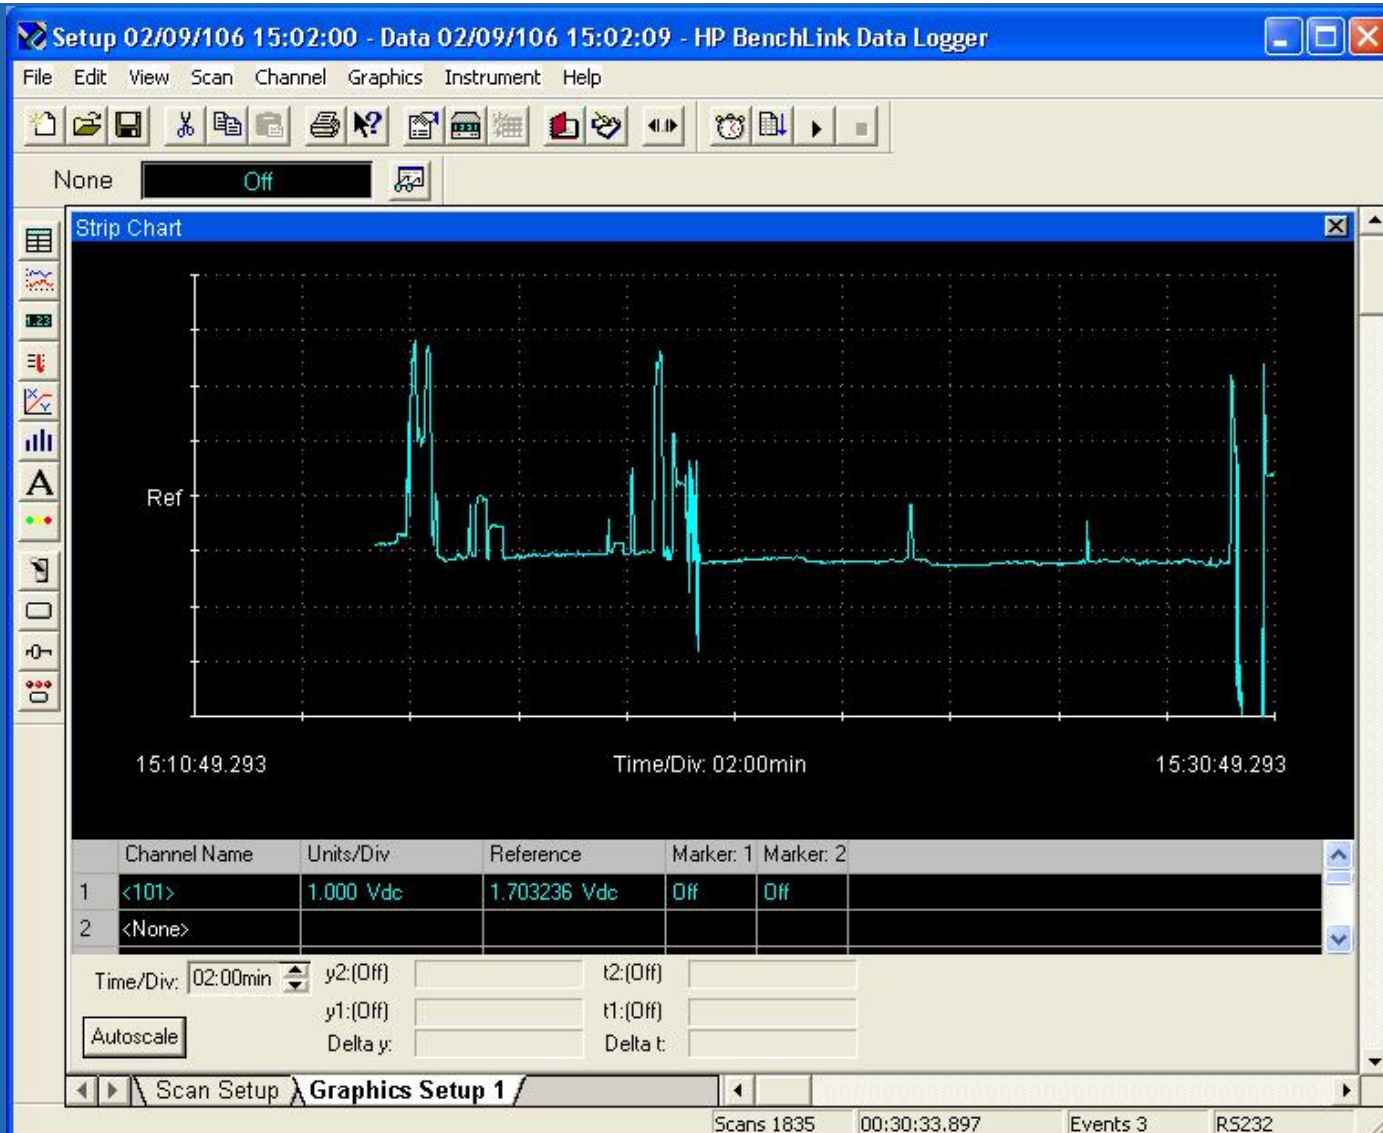 Setup 02/09/106 15:02:00 - Data 02/09/106 15:02:09 - HP BenchLink Data Logger
File Edit View Scan Channel Graphics Instrument Help
None Off
Strip Chart
1.23
X Y
A
Ref
15:10:49.293 Time/Div: 02:00min 15:30:49.293
Channel Name Units/Div Reference Marker: 1 Marker: 2
1 <101> 1.000 Vdc 1.703236 Vdc Off Off
2 <None>
Time/Div: 02:00min y2:(Off) t2:(Off)
y1:(Off) t1:(Off)
Autoscale Delta y: Delta t:
Scan Setup Graphics Setup 1
Scans 1835 00:30:33.897 Events 3 RS232